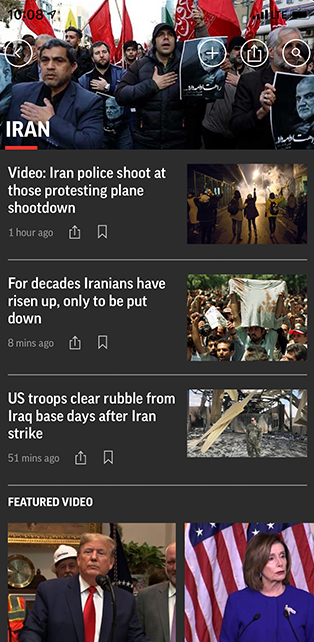 10:03 LTE
IRAN
Video: Iran police shoot at
those protesting plane
shootdown
1 hour ago
For decades Iranians have
risen up, only to be put
down
8 mins ago
US troops clear rubble from
Iraq base days after Iran
strike
51 mins ago
FEATURED VIDEO